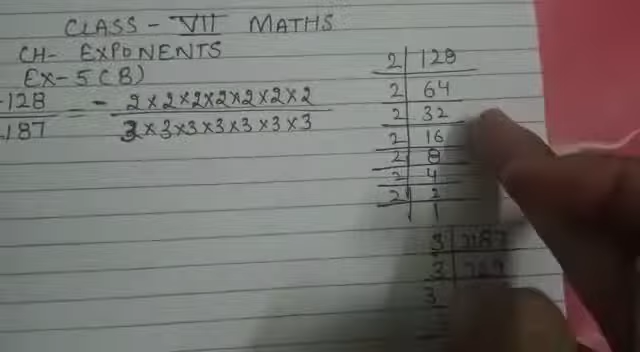 CLASS - VII MATHS
CH- EXPONENTS
EX-5(B)
-128 / 187 = - 2×2×2×2×2×2×2 / 3×3×3×3×3×3×3
2 | 128
2 | 64
2 | 32
2 | 16
2 | 8
2 | 4
2 | 2
1
3 | 2187
3 | 729
3